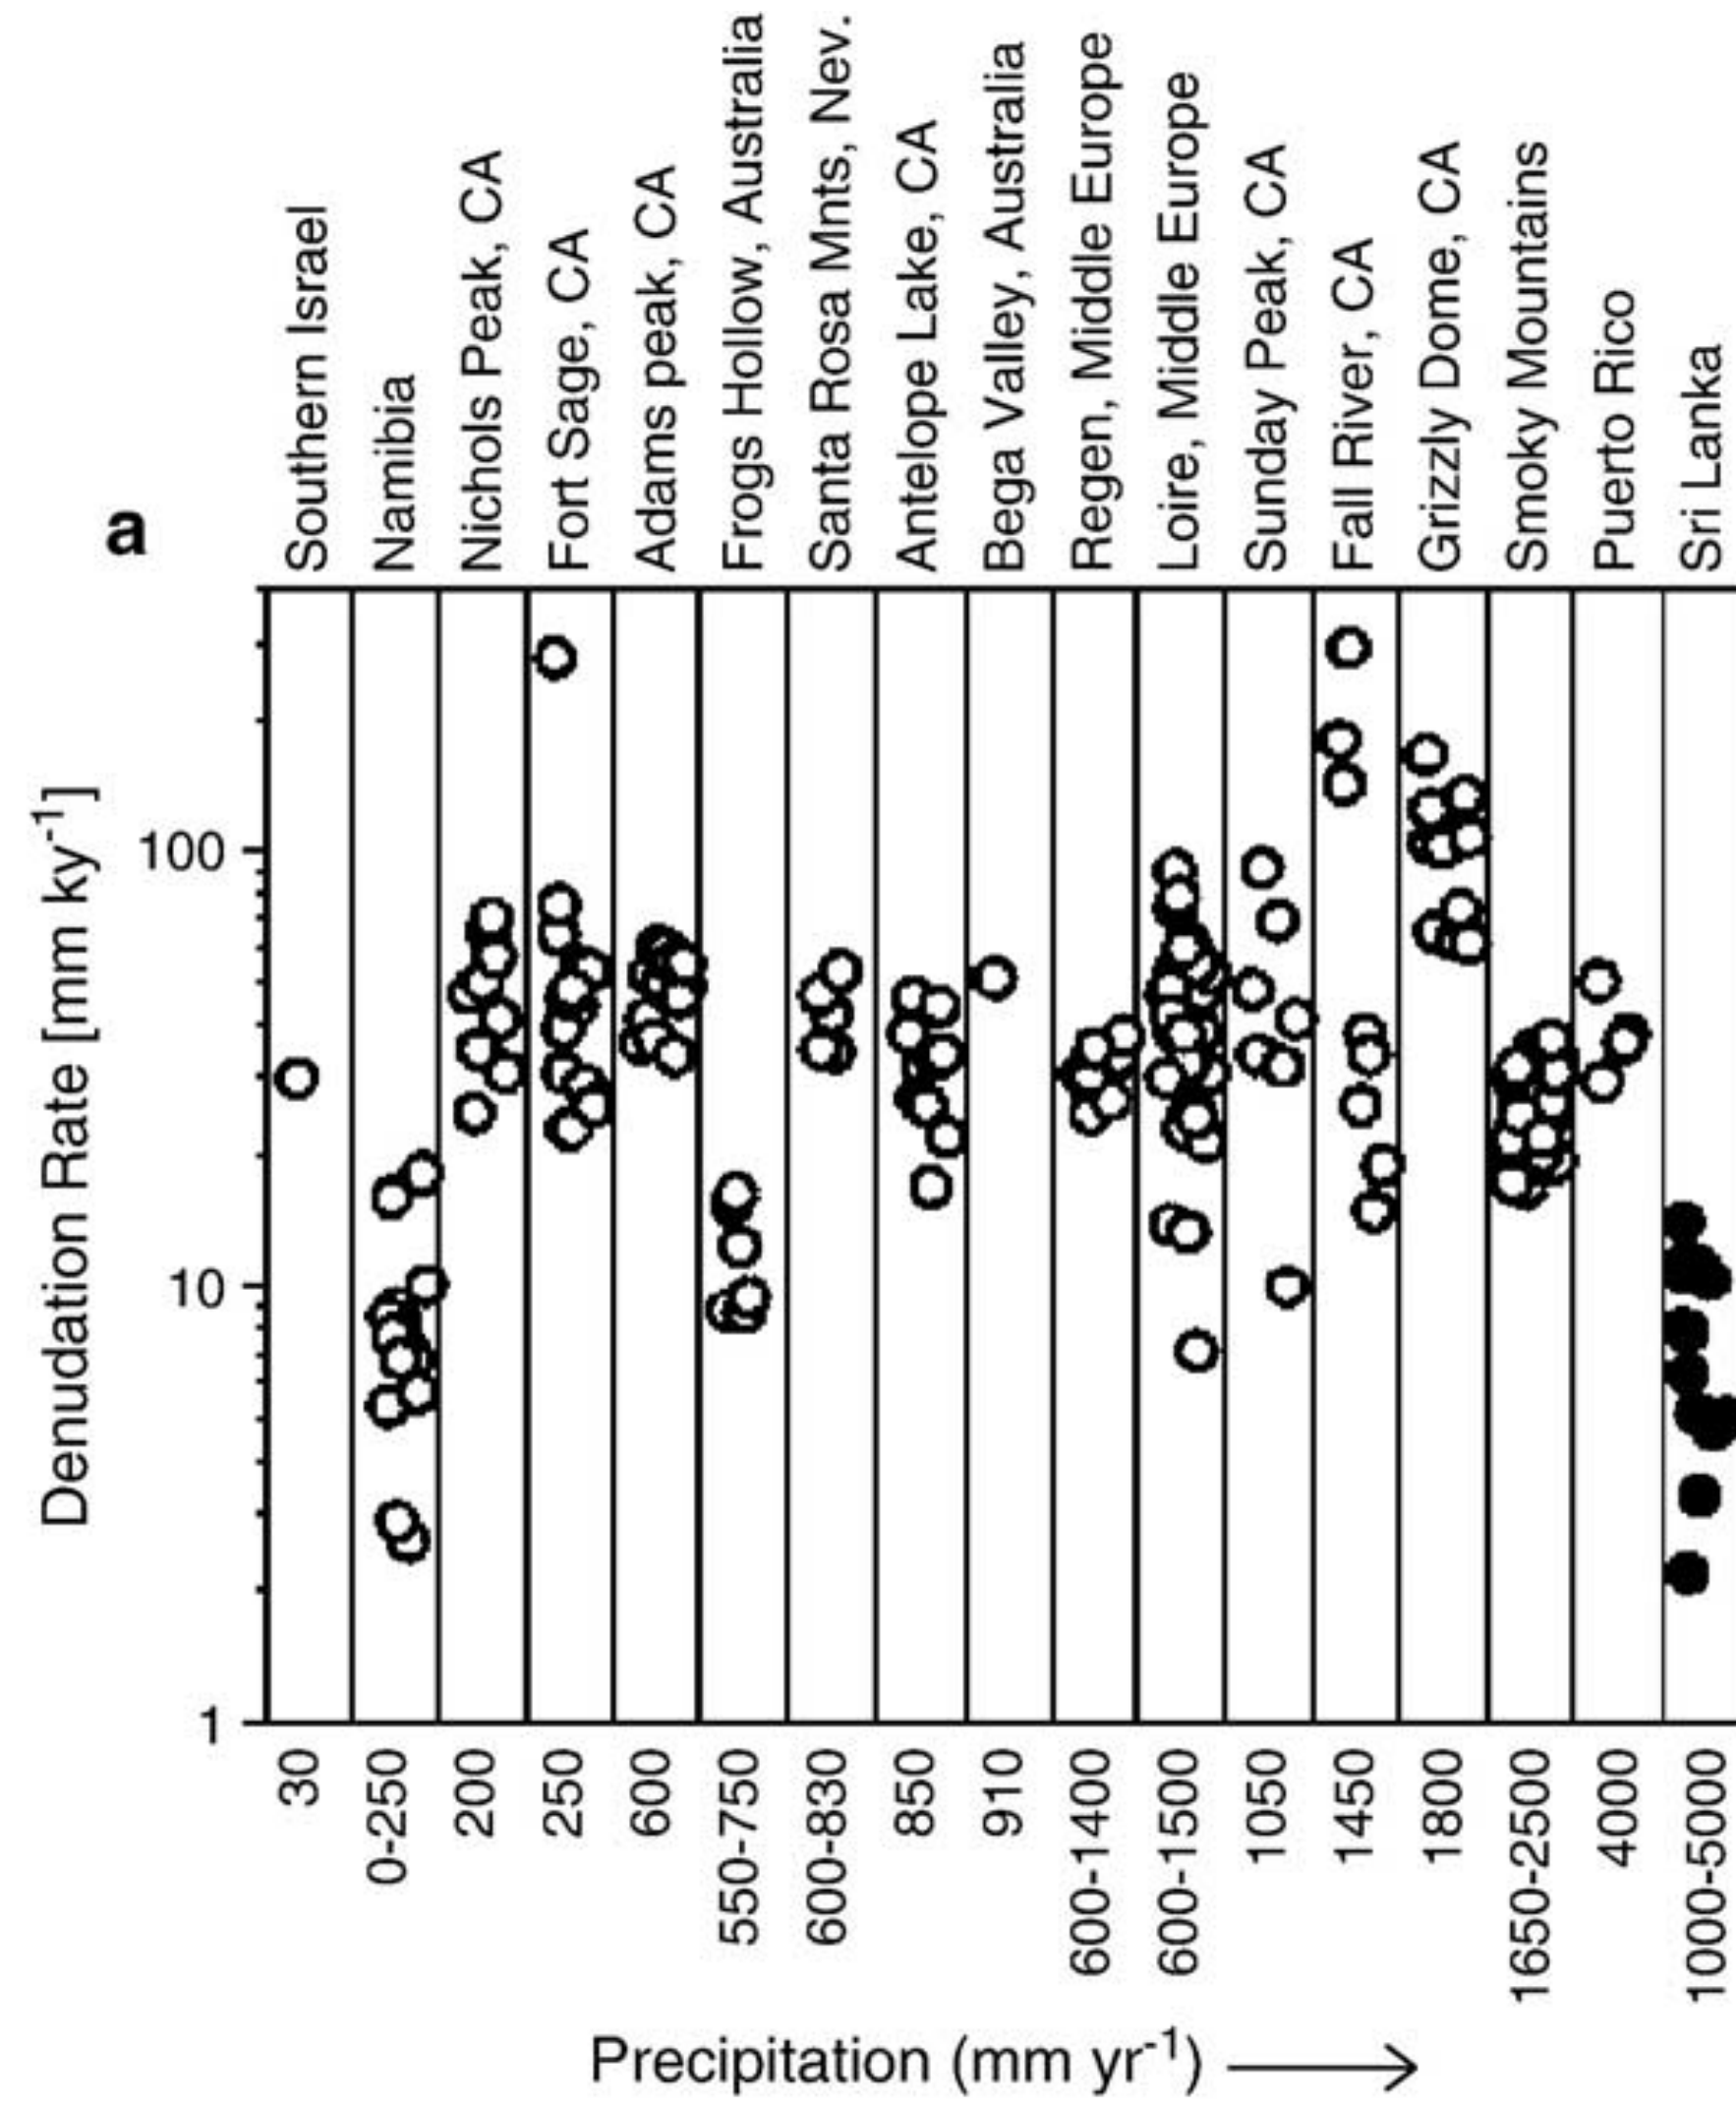 a
Southern Israel
Namibia
Nichols Peak, CA
Fort Sage, CA
Adams peak, CA
Frogs Hollow, Australia
Santa Rosa Mnts, Nev.
Antelope Lake, CA
Bega Valley, Australia
Regen, Middle Europe
Loire, Middle Europe
Sunday Peak, CA
Fall River, CA
Grizzly Dome, CA
Smoky Mountains
Puerto Rico
Sri Lanka
Denudation Rate [mm ky⁻¹]
100
10
1
30
0-250
200
250
600
550-750
600-830
850
910
600-1400
600-1500
1050
1450
1800
1650-2500
4000
1000-5000
Precipitation (mm yr⁻¹)